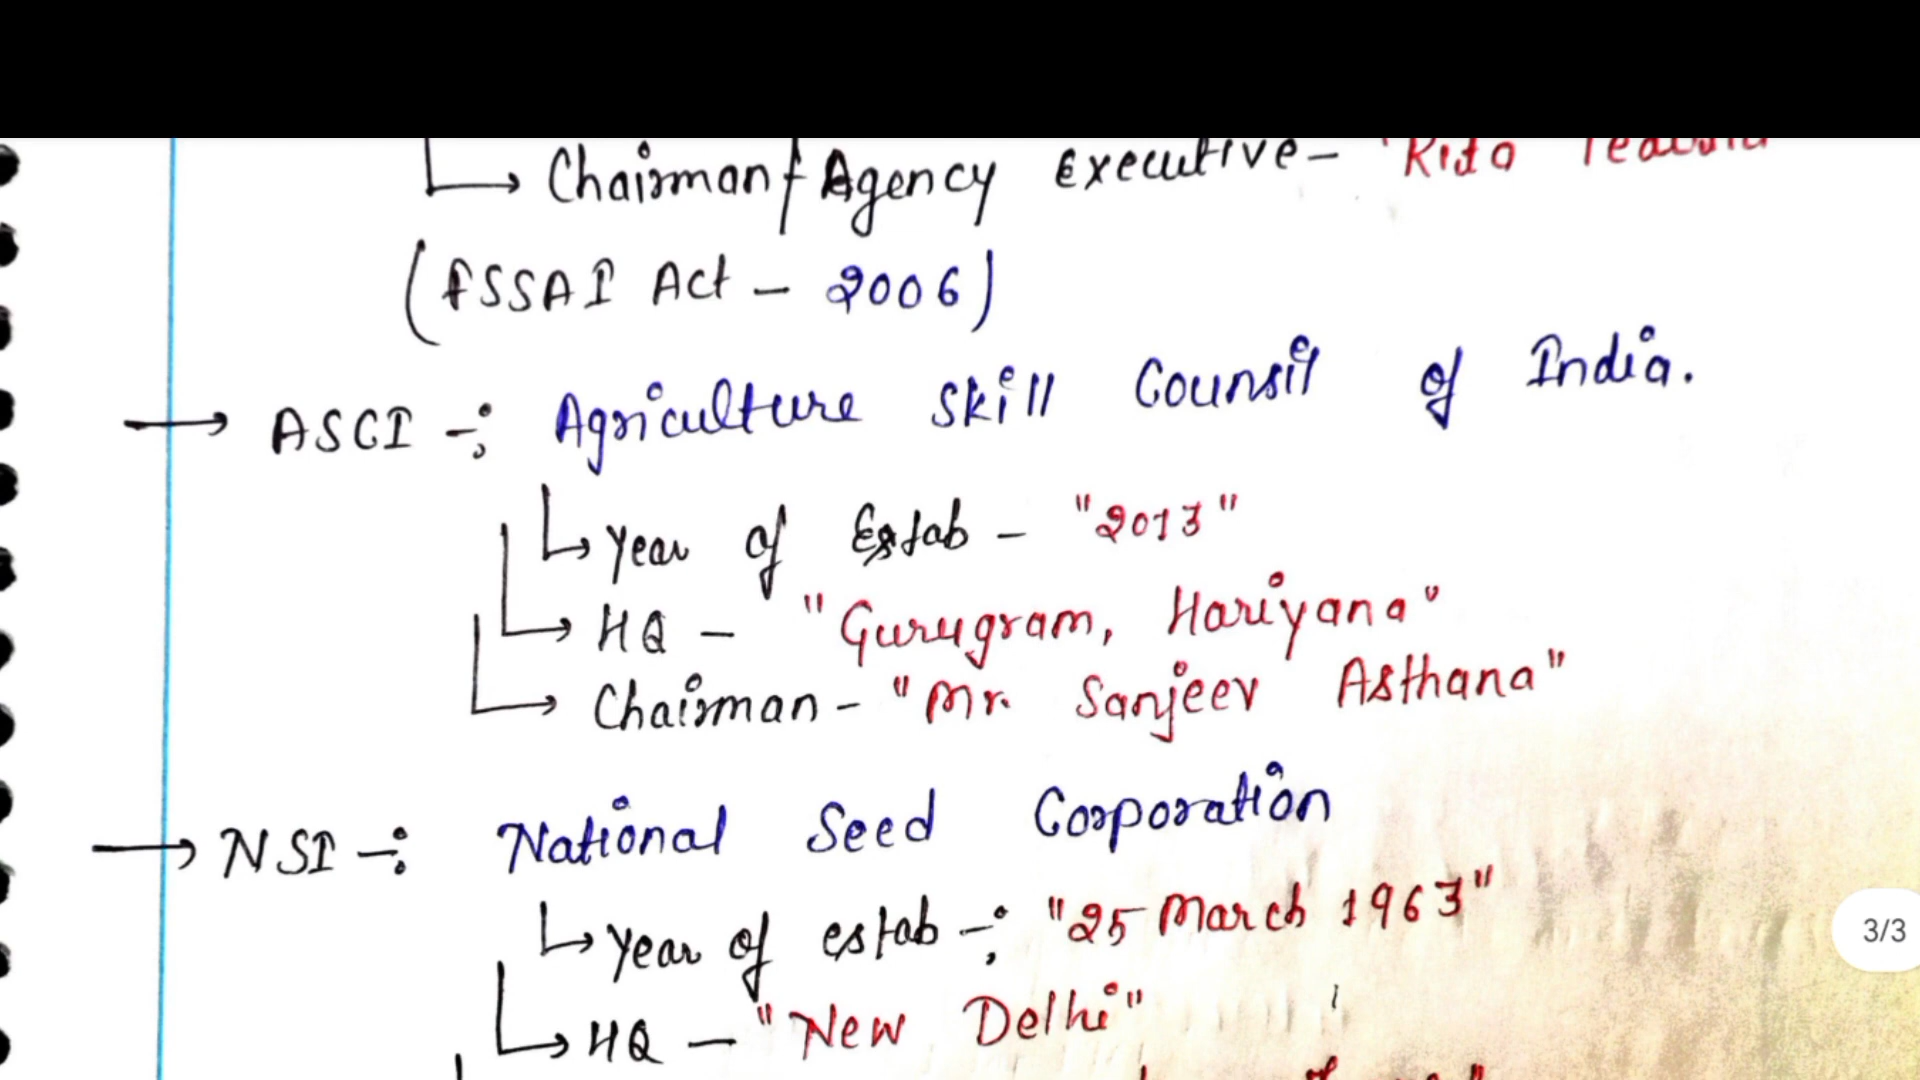 Chairman/Agency Executive- "Rita
(FSSAI Act - 2006)
→ ASCI -: Agriculture Skill Counsil of India.
Year of Estab - "2013"
HQ - "Gurugram, Hariyana"
Chairman - "Mr. Sanjeev Asthana"
→ NSI -: National Seed Corporation
Year of estab -: "25 March 1963"
HQ - "New Delhi"
3/3